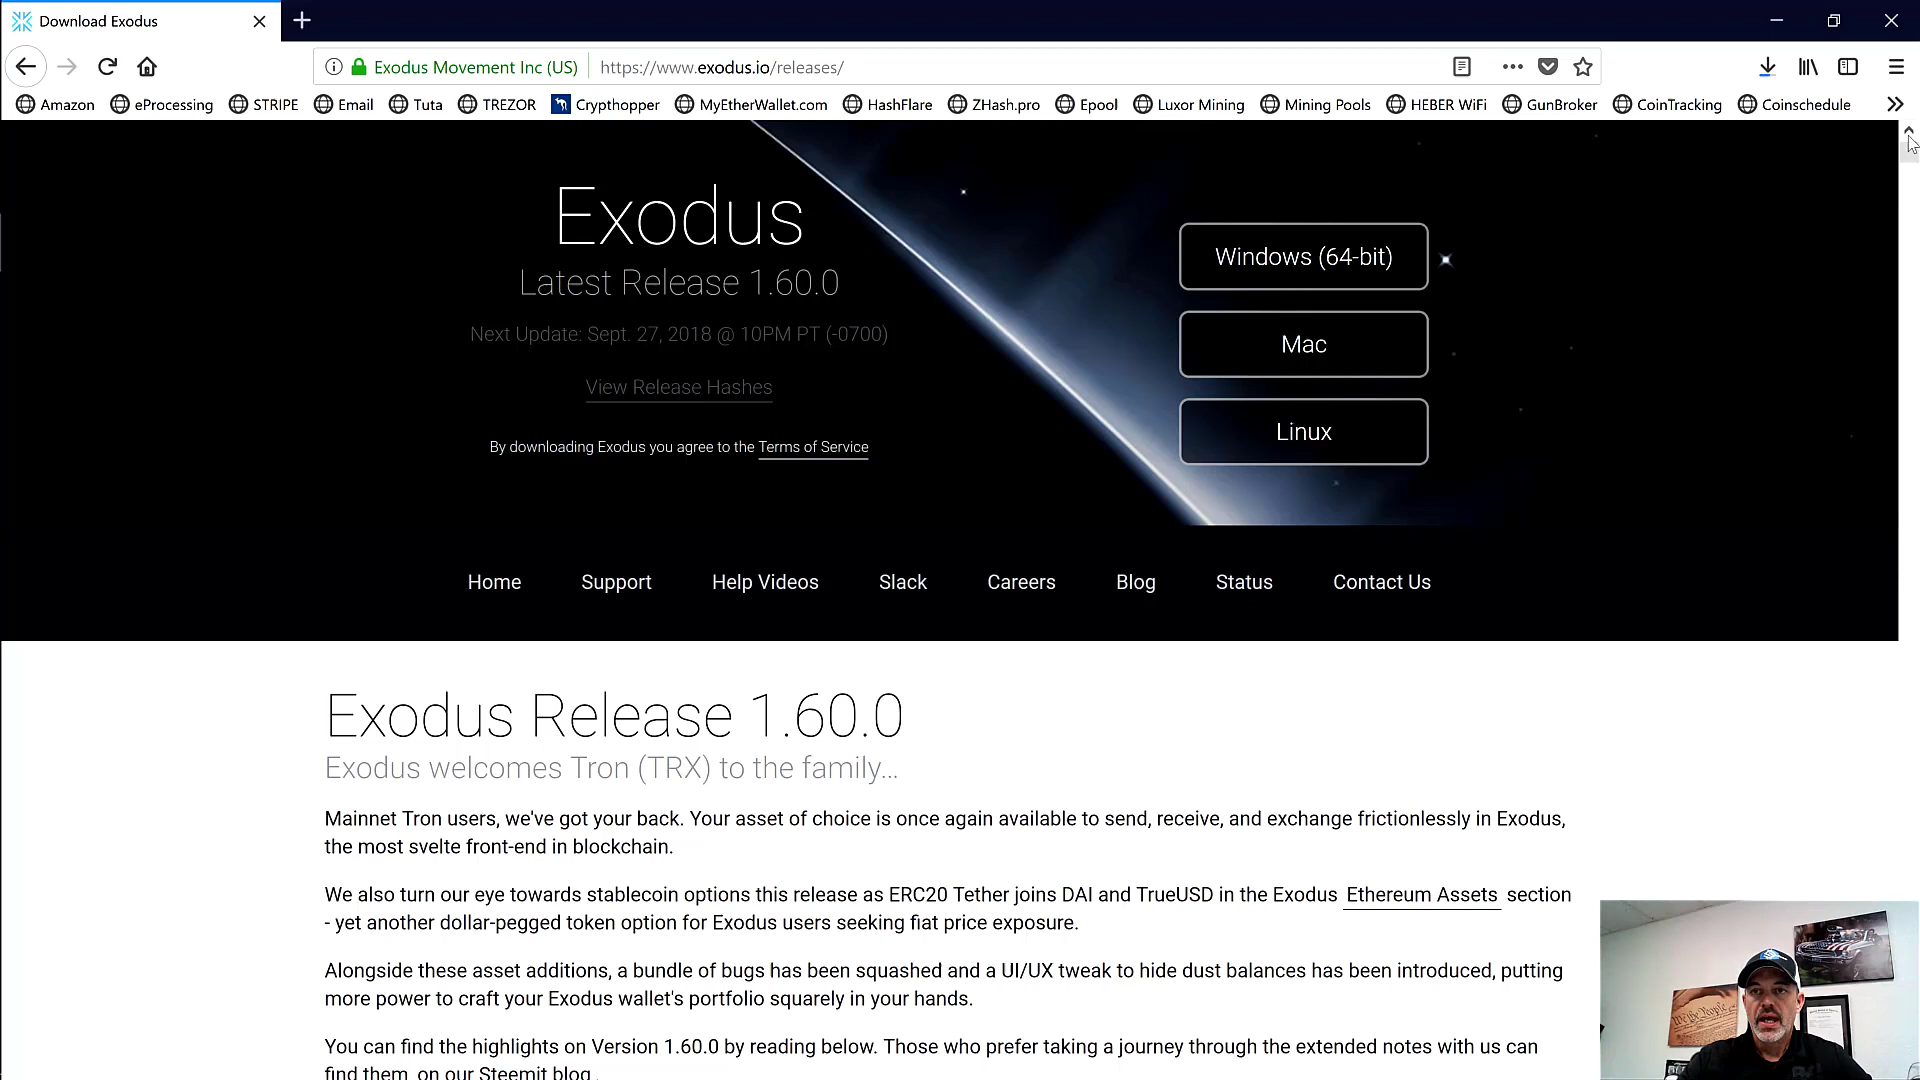 Download Exodus
Exodus Movement Inc (US) https://www.exodus.io/releases/
Amazon eProcessing STRIPE Email Tuta TREZOR Crypthopper MyEtherWallet.com HashFlare ZHash.pro Epool Luxor Mining Mining Pools HEBER WiFi GunBroker CoinTracking Coinschedule
Exodus
Latest Release 1.60.0
Next Update: Sept. 27, 2018 @ 10PM PT (-0700)
View Release Hashes
By downloading Exodus you agree to the Terms of Service
Windows (64-bit)
Mac
Linux
Home Support Help Videos Slack Careers Blog Status Contact Us
Exodus Release 1.60.0
Exodus welcomes Tron (TRX) to the family...
Mainnet Tron users, we've got your back. Your asset of choice is once again available to send, receive, and exchange frictionlessly in Exodus,
the most svelte front-end in blockchain.
We also turn our eye towards stablecoin options this release as ERC20 Tether joins DAI and TrueUSD in the Exodus Ethereum Assets section
- yet another dollar-pegged token option for Exodus users seeking fiat price exposure.
Alongside these asset additions, a bundle of bugs has been squashed and a UI/UX tweak to hide dust balances has been introduced, putting
more power to craft your Exodus wallet's portfolio squarely in your hands.
You can find the highlights on Version 1.60.0 by reading below. Those who prefer taking a journey through the extended notes with us can
find them on our Steemit blog .
We the People